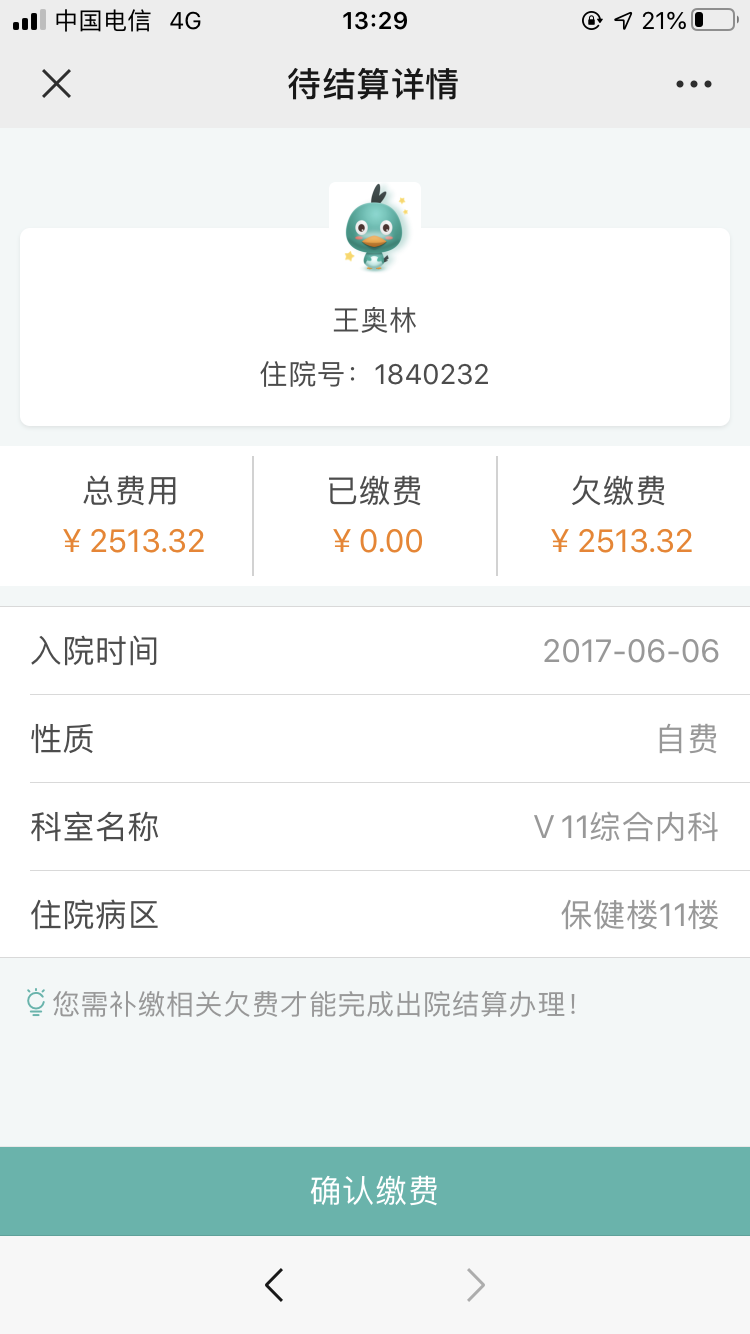 中国电信 4G 13:29 21%
待结算详情
王奥林
住院号：1840232
总费用 已缴费 欠缴费
¥ 2513.32 ¥ 0.00 ¥ 2513.32
入院时间 2017-06-06
性质 自费
科室名称 V 11综合内科
住院病区 保健楼11楼
您需补缴相关欠费才能完成出院结算办理！
确认缴费